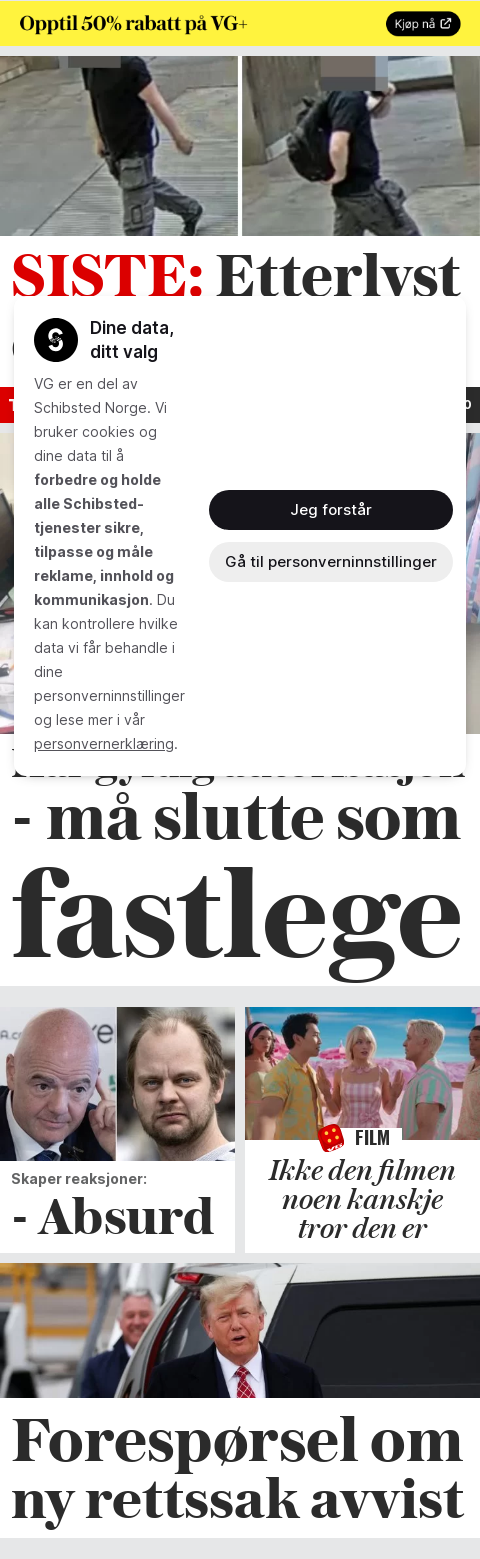 Opptil 50% rabatt på VG+
Kjøp nå
SISTE: Etterlyst
Dine data,
ditt valg
VG er en del av
Schibsted Norge. Vi
bruker cookies og
dine data til å
forbedre og holde
alle Schibsted-
tjenester sikre,
tilpasse og måle
reklame, innhold og
kommunikasjon. Du
kan kontrollere hvilke
data vi får behandle i
dine
personverninnstillinger
og lese mer i vår
personvernerklæring.
Jeg forstår
Gå til personverninnstillinger
- må slutte som
fastlege
Skaper reaksjoner:
- Absurd
FILM
Ikke den filmen
noen kanskje
tror den er
Forespørsel om
ny rettssak avvist